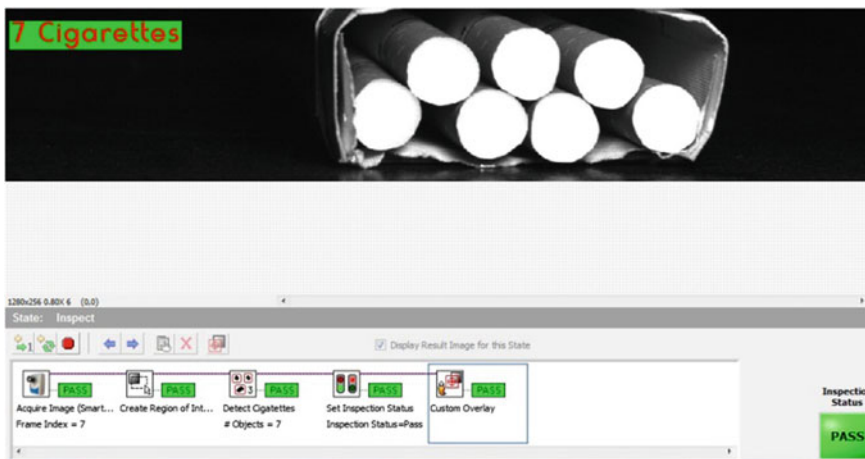 7 Cigarettes
1280x256 0.80X 6 (0,0)
State: Inspect
Display Result Image for this State
PASS PASS PASS PASS PASS
Acquire Image (Smart... Create Region of Int... Detect Cigatettes Set Inspection Status Custom Overlay
Frame Index = 7 # Objects = 7 Inspection Status=Pass
Inspectio
Status
PASS